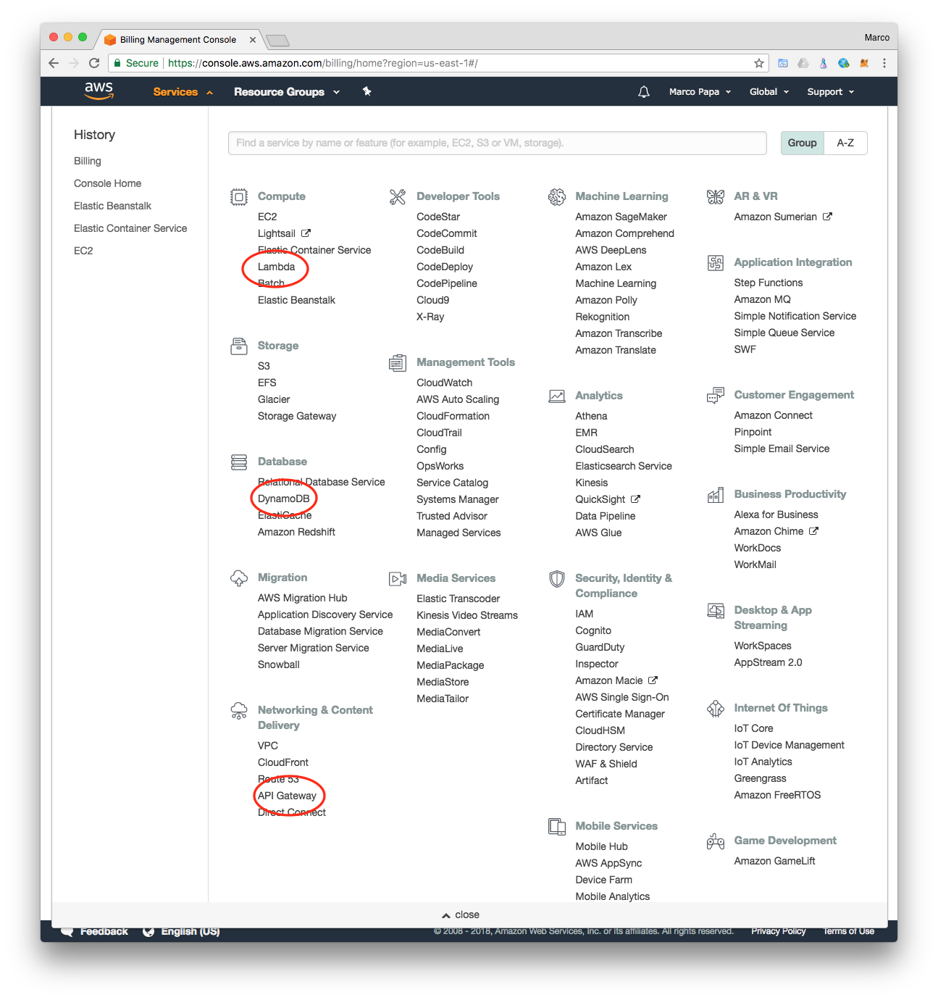 Billing Management Console
Marco
Secure
https://console.aws.amazon.com/billing/home?region=us-east-1#/
aws
Services
Resource Groups
Marco Papa
Global
Support
History
Billing
Console Home
Elastic Beanstalk
Elastic Container Service
EC2
Find a service by name or feature (for example, EC2, S3 or VM, storage).
Group
A-Z
Compute
EC2
Lightsail
Elastic Container Service
Lambda
Batch
Elastic Beanstalk
Storage
S3
EFS
Glacier
Storage Gateway
Database
Relational Database Service
DynamoDB
ElastiCache
Amazon Redshift
Migration
AWS Migration Hub
Application Discovery Service
Database Migration Service
Server Migration Service
Snowball
Networking & Content
Delivery
VPC
CloudFront
Route 53
API Gateway
Direct Connect
Developer Tools
CodeStar
CodeCommit
CodeBuild
CodeDeploy
CodePipeline
Cloud9
X-Ray
Management Tools
CloudWatch
AWS Auto Scaling
CloudFormation
CloudTrail
Config
OpsWorks
Service Catalog
Systems Manager
Trusted Advisor
Managed Services
Media Services
Elastic Transcoder
Kinesis Video Streams
MediaConvert
MediaLive
MediaPackage
MediaStore
MediaTailor
Machine Learning
Amazon SageMaker
Amazon Comprehend
AWS DeepLens
Amazon Lex
Machine Learning
Amazon Polly
Rekognition
Amazon Transcribe
Amazon Translate
Analytics
Athena
EMR
CloudSearch
Elasticsearch Service
Kinesis
QuickSight
Data Pipeline
AWS Glue
Security, Identity &
Compliance
IAM
Cognito
GuardDuty
Inspector
Amazon Macie
AWS Single Sign-On
Certificate Manager
CloudHSM
Directory Service
WAF & Shield
Artifact
Mobile Services
Mobile Hub
AWS AppSync
Device Farm
Mobile Analytics
AR & VR
Amazon Sumerian
Application Integration
Step Functions
Amazon MQ
Simple Notification Service
Simple Queue Service
SWF
Customer Engagement
Amazon Connect
Pinpoint
Simple Email Service
Business Productivity
Alexa for Business
Amazon Chime
WorkDocs
WorkMail
Desktop & App
Streaming
WorkSpaces
AppStream 2.0
Internet Of Things
IoT Core
IoT Device Management
IoT Analytics
Greengrass
Amazon FreeRTOS
Game Development
Amazon GameLift
close
Feedback
English (US)
© 2008 - 2018, Amazon Web Services, Inc. or its affiliates. All rights reserved.
Privacy Policy
Terms of Use